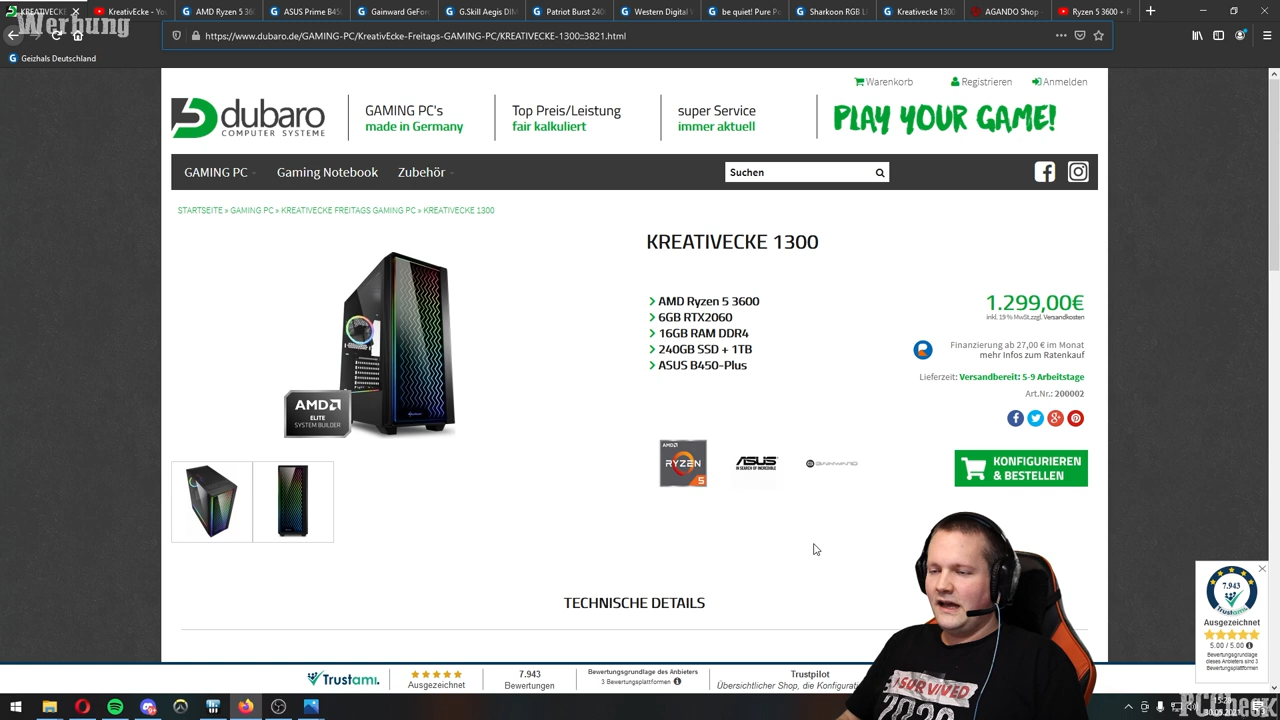 KREATIVECKE
KreativEcke - You
AMD Ryzen 5 36
ASUS Prime B45
Gainward GeForc
G.Skill Aegis DIM
Patriot Burst 240
Western Digital
be quiet! Pure P
Sharkoon RGB LI
Kreativecke 1300
AGANDO Shop
Ryzen 5 3600 + R
Werbung
https://www.dubaro.de/GAMING-PC/KreativEcke-Freitags-GAMING-PC/KREATIVECKE-1300::3821.html
Geizhals Deutschland
Warenkorb Registrieren Anmelden
dubaro
COMPUTER SYSTEME
GAMING PC's
made in Germany
Top Preis/Leistung
fair kalkuliert
super Service
immer aktuell
PLAY YOUR GAME!
GAMING PC Gaming Notebook Zubehör Suchen
STARTSEITE » GAMING PC » KREATIVECKE FREITAGS GAMING PC » KREATIVECKE 1300
KREATIVECKE 1300
AMD Ryzen 5 3600
6GB RTX2060
16GB RAM DDR4
240GB SSD + 1TB
ASUS B450-Plus
1.299,00€
inkl. 19 % MwSt.zzgl. Versandkosten
Finanzierung ab 27,00 € im Monat
mehr Infos zum Ratenkauf
Lieferzeit: Versandbereit: 5-9 Arbeitstage
Art.Nr.: 200002
AMD
ELITE
SYSTEM BUILDER
AMD
RYZEN
5
ASUS
IN SEARCH OF INCREDIBLE
GAINWARD
KONFIGURIEREN
& BESTELLEN
TECHNISCHE DETAILS
7.943
Trustami
Ausgezeichnet
5.00 / 5.00
Bewertungsgrundlage
dieses Anbieters sind 3
Bewertungsplattformen
Trustami.
Ausgezeichnet
7.943
Bewertungen
Bewertungsgrundlage des Anbieters
3 Bewertungsplattformen
Trustpilot
Übersichtlicher Shop, die Konfigurat
I SURVIVED
2020
30.05.2021